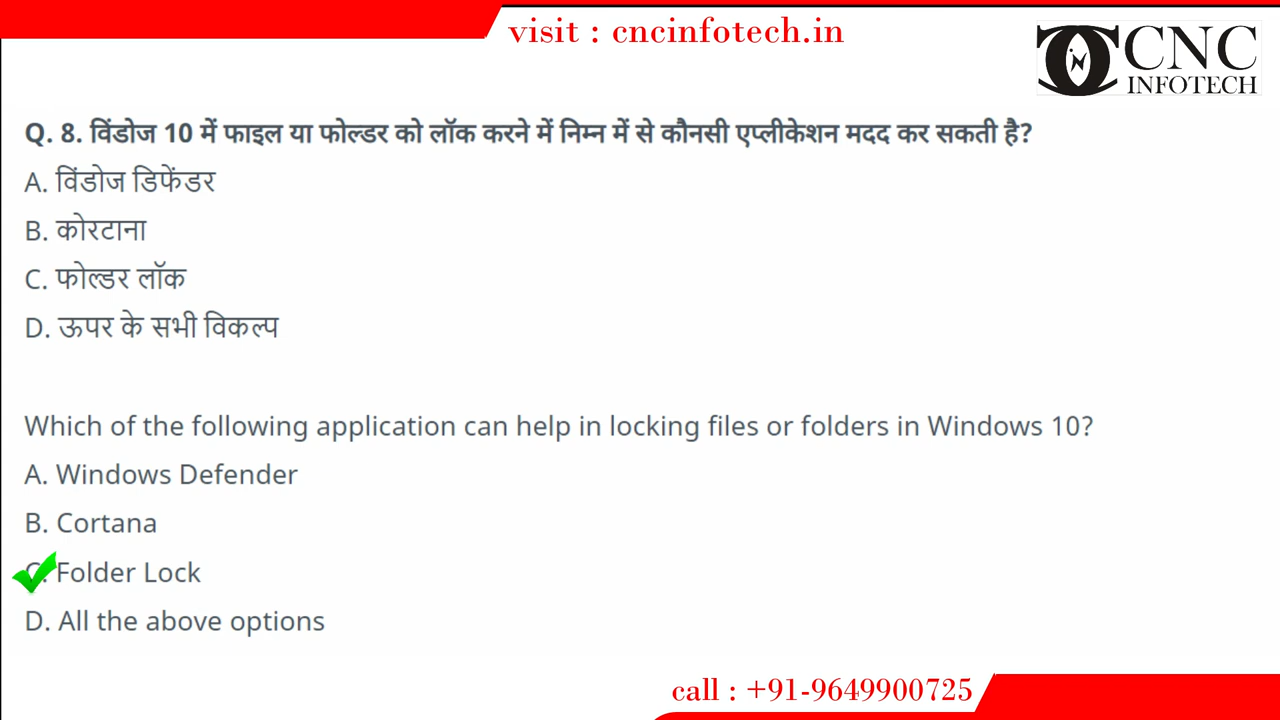 visit : cncinfotech.in
CNC
INFOTECH
Q. 8. विंडोज 10 में फाइल या फोल्डर को लॉक करने में निम्न में से कौनसी एप्लीकेशन मदद कर सकती है?
A. विंडोज डिफेंडर
B. कोरटाना
C. फोल्डर लॉक
D. ऊपर के सभी विकल्प
Which of the following application can help in locking files or folders in Windows 10?
A. Windows Defender
B. Cortana
C. Folder Lock
D. All the above options
call : +91-9649900725